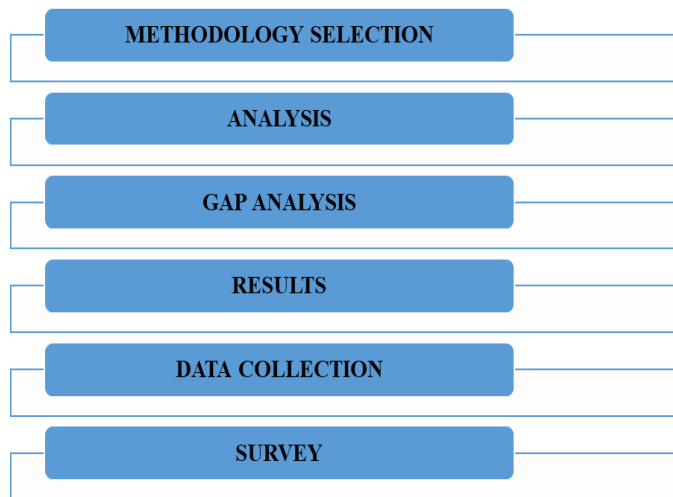 METHODOLOGY SELECTION
ANALYSIS
GAP ANALYSIS
RESULTS
DATA COLLECTION
SURVEY